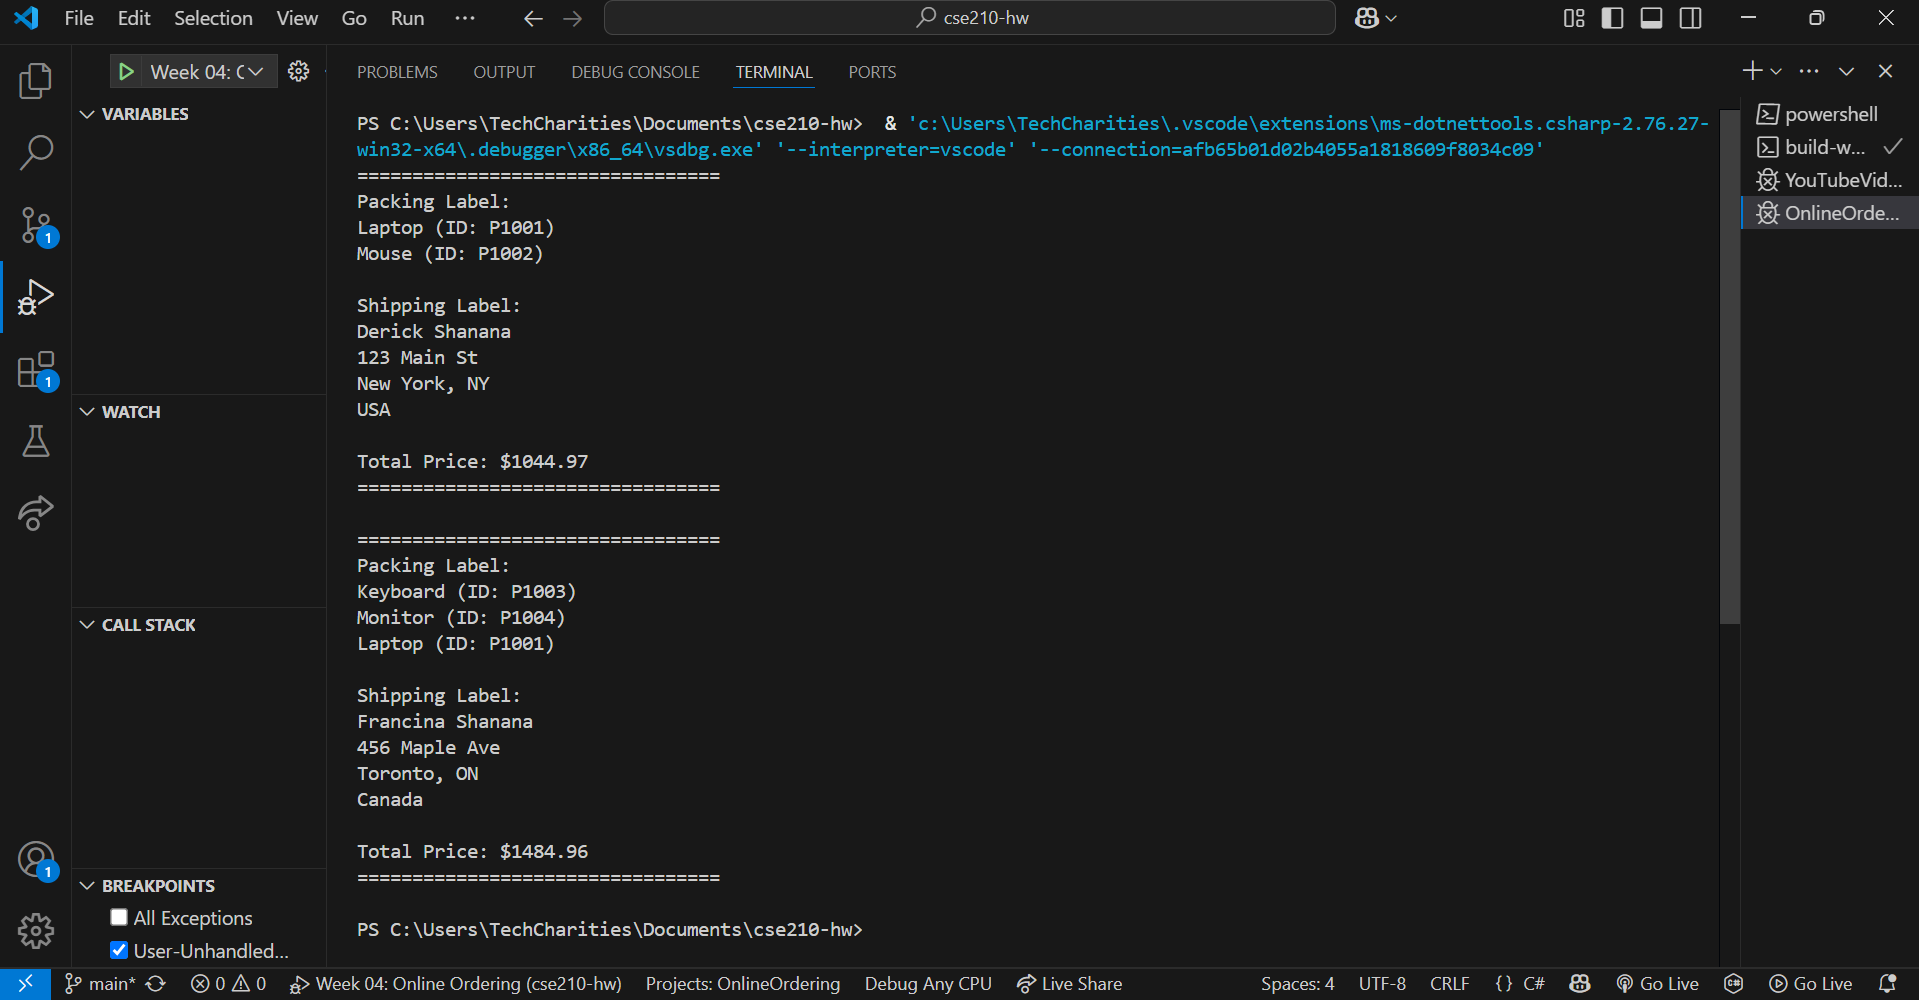 File Edit Selection View Go Run ··· cse210-hw
Week 04: C
PROBLEMS OUTPUT DEBUG CONSOLE TERMINAL PORTS
VARIABLES
WATCH
CALL STACK
BREAKPOINTS
All Exceptions
User-Unhandled...
PS C:\Users\TechCharities\Documents\cse210-hw>  & 'c:\Users\TechCharities\.vscode\extensions\ms-dotnettools.csharp-2.76.27-
win32-x64\.debugger\x86_64\vsdbg.exe' '--interpreter=vscode' '--connection=afb65b01d02b4055a1818609f8034c09'
=================================
Packing Label:
Laptop (ID: P1001)
Mouse (ID: P1002)

Shipping Label:
Derick Shanana
123 Main St
New York, NY
USA

Total Price: $1044.97
=================================

=================================
Packing Label:
Keyboard (ID: P1003)
Monitor (ID: P1004)
Laptop (ID: P1001)

Shipping Label:
Francina Shanana
456 Maple Ave
Toronto, ON
Canada

Total Price: $1484.96
=================================

PS C:\Users\TechCharities\Documents\cse210-hw>
powershell
build-w...
YouTubeVid...
OnlineOrde...
1
1
1
main* 0 0 Week 04: Online Ordering (cse210-hw) Projects: OnlineOrdering Debug Any CPU Live Share Spaces: 4 UTF-8 CRLF {} C# Go Live C# Go Live